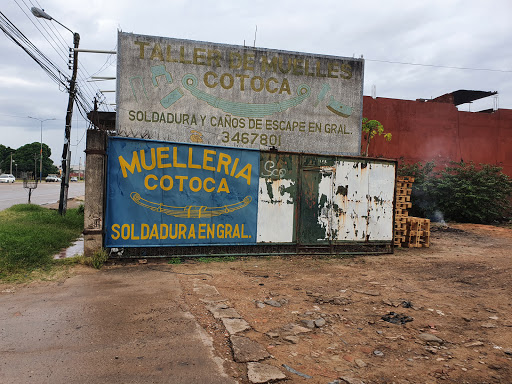 TALLER DE MUELLES
COTOCA
SOLDADURA Y CAÑOS DE ESCAPE EN GRAL.
346780
MUELLERIA
COTOCA
SOLDADURA EN GRAL.